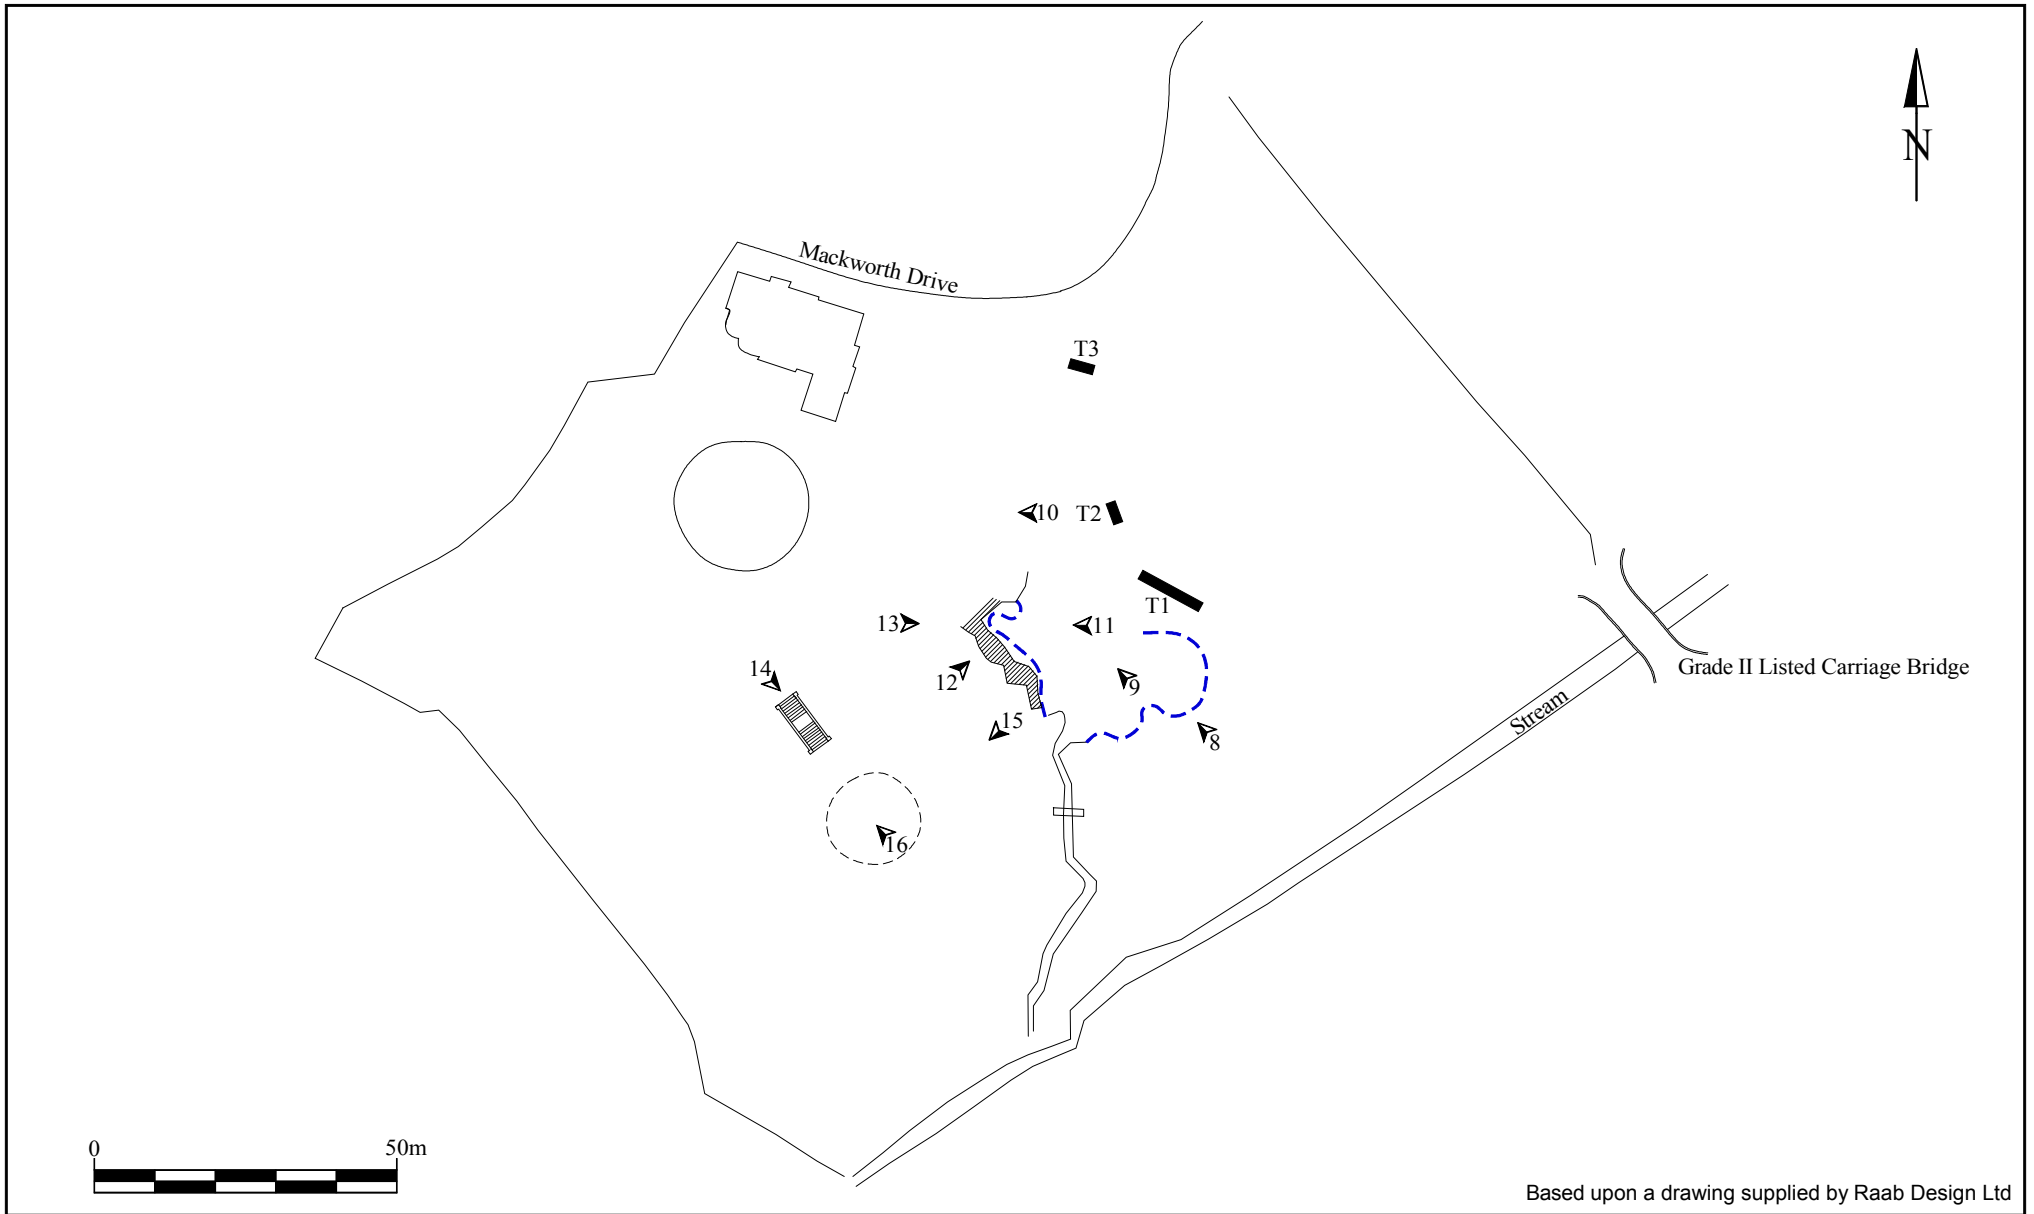 N
Mackworth Drive
T3
10
T2
T1
13
11
12
9
14
15
8
Grade II Listed Carriage Bridge
Stream
16
0
50m
Based upon a drawing supplied by Raab Design Ltd